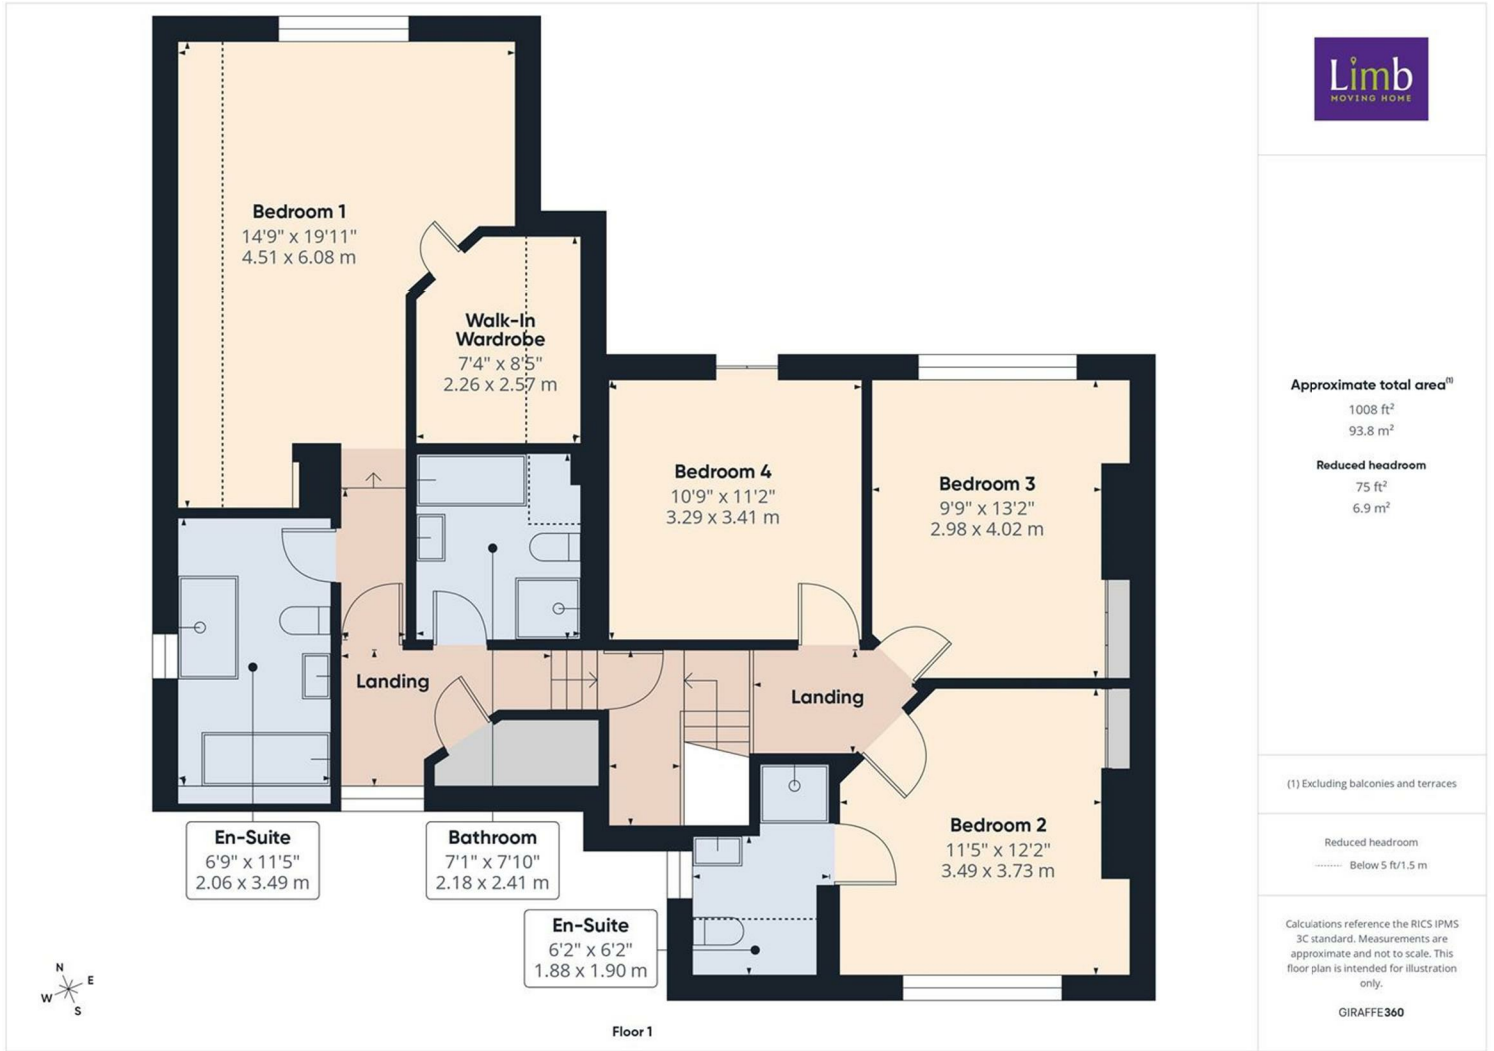 Bedroom 1
14'9" x 19'11"
4.51 x 6.08 m
Walk-In
Wardrobe
7'4" x 8'5"
2.26 x 2.57 m
Bedroom 4
10'9" x 11'2"
3.29 x 3.41 m
Bedroom 3
9'9" x 13'2"
2.98 x 4.02 m
Landing
Landing
Bedroom 2
11'5" x 12'2"
3.49 x 3.73 m
En-Suite
6'9" x 11'5"
2.06 x 3.49 m
Bathroom
7'1" x 7'10"
2.18 x 2.41 m
En-Suite
6'2" x 6'2"
1.88 x 1.90 m
N
E
W
S
Floor 1
Limb
MOVING HOME
Approximate total area(1)
1008 ft²
93.8 m²
Reduced headroom
75 ft²
6.9 m²
(1) Excluding balconies and terraces
Reduced headroom
Below 5 ft/1.5 m
Calculations reference the RICS IPMS
3C standard. Measurements are
approximate and not to scale. This
floor plan is intended for illustration
only.
GIRAFFE360